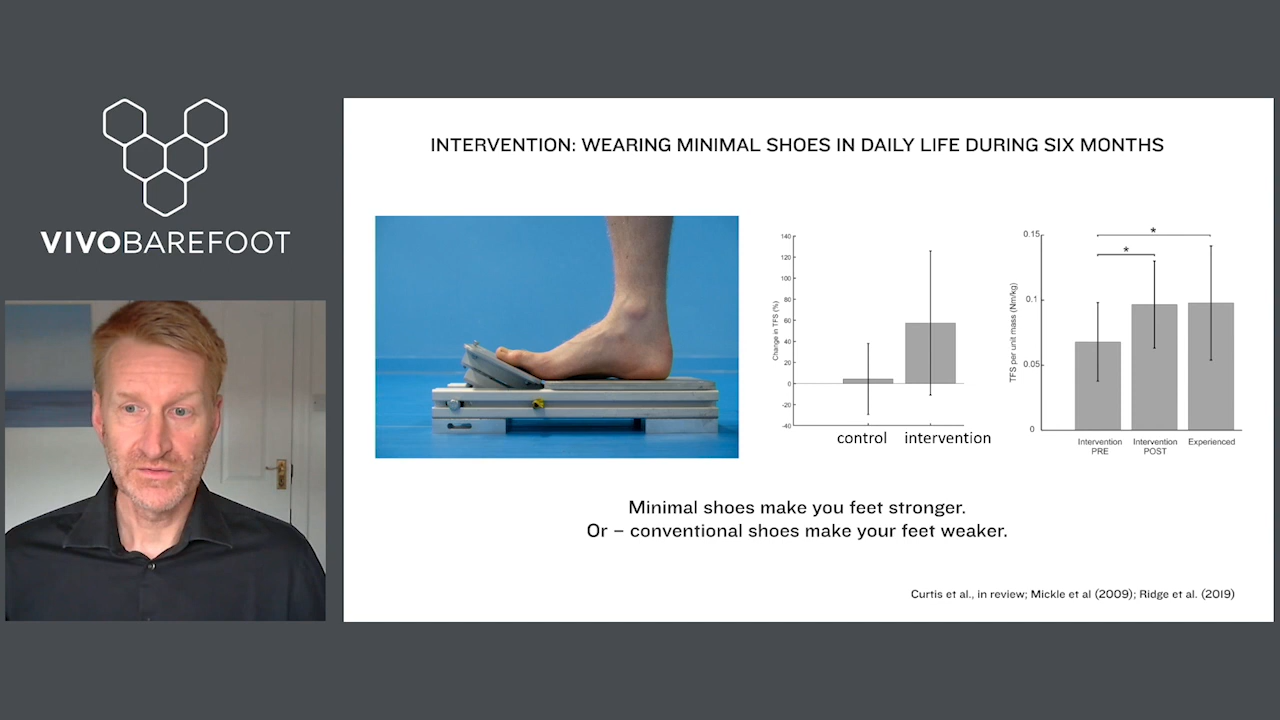 VIVOBAREFOOT
INTERVENTION: WEARING MINIMAL SHOES IN DAILY LIFE DURING SIX MONTHS
Change in TFS (%)
140
120
100
80
60
40
20
0
-20
-40
control
intervention
TFS per unit mass (Nm/kg)
0.15
0.1
0.05
0
*
*
Intervention
PRE
Intervention
POST
Experienced
Minimal shoes make you feet stronger.
Or – conventional shoes make your feet weaker.
Curtis et al., in review; Mickle et al (2009); Ridge et al. (2019)